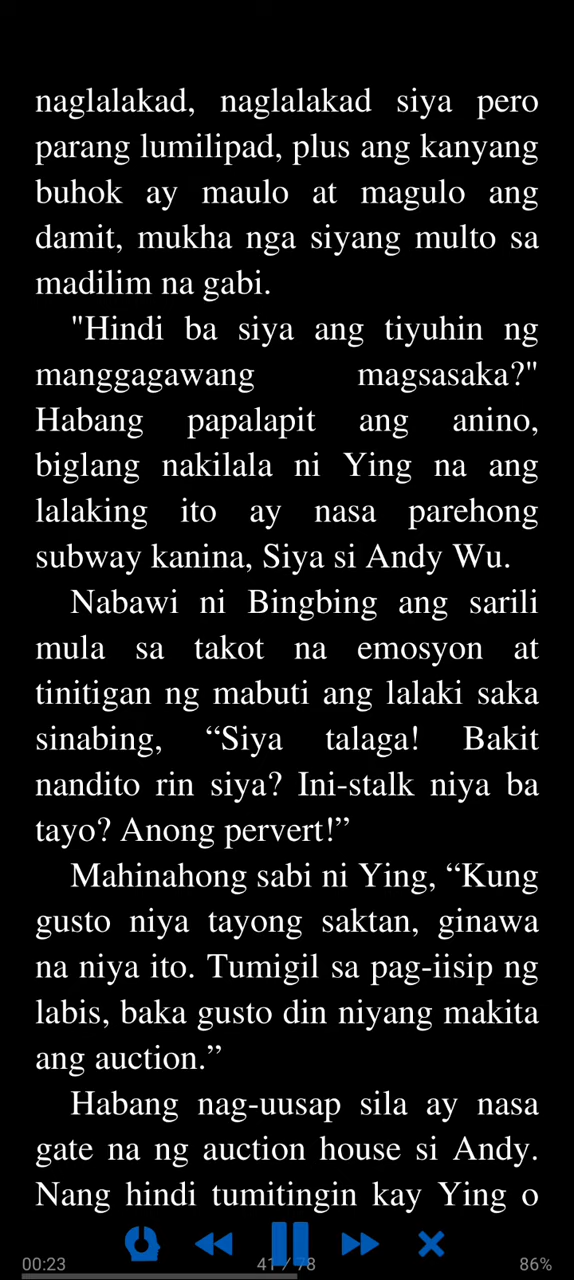 naglalakad, naglalakad siya pero
parang lumilipad, plus ang kanyang
buhok ay maulo at magulo ang
damit, mukha nga siyang multo sa
madilim na gabi.
"Hindi ba siya ang tiyuhin ng
manggagawang magsasaka?"
Habang papalapit ang anino,
biglang nakilala ni Ying na ang
lalaking ito ay nasa parehong
subway kanina, Siya si Andy Wu.
Nabawi ni Bingbing ang sarili
mula sa takot na emosyon at
tinitigan ng mabuti ang lalaki saka
sinabing, “Siya talaga! Bakit
nandito rin siya? Ini-stalk niya ba
tayo? Anong pervert!”
Mahinahong sabi ni Ying, “Kung
gusto niya tayong saktan, ginawa
na niya ito. Tumigil sa pag-iisip ng
labis, baka gusto din niyang makita
ang auction.”
Habang nag-uusap sila ay nasa
gate na ng auction house si Andy.
Nang hindi tumitingin kay Ying o
00:23 41 / 78 86%